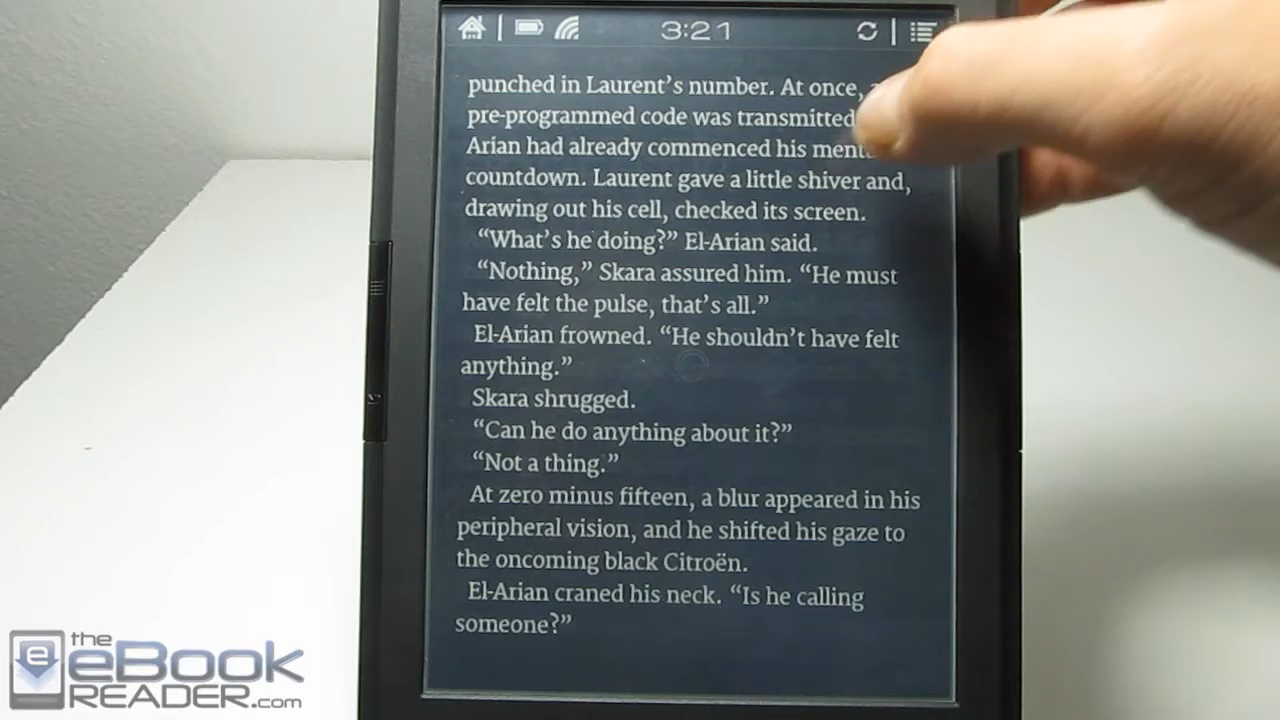 3:21
punched in Laurent's number. At once,
pre-programmed code was transmitted
Arian had already commenced his
countdown. Laurent gave a little shiver and,
drawing out his cell, checked its screen.
“What's he doing?” El-Arian said.
“Nothing,” Skara assured him. “He must
have felt the pulse, that's all.”
El-Arian frowned. “He shouldn't have felt
anything.”
Skara shrugged.
“Can he do anything about it?”
“Not a thing.”
At zero minus fifteen, a blur appeared in his
peripheral vision, and he shifted his gaze to
the oncoming black Citroën.
El-Arian craned his neck. “Is he calling
someone?”
the
eBook
READER.com